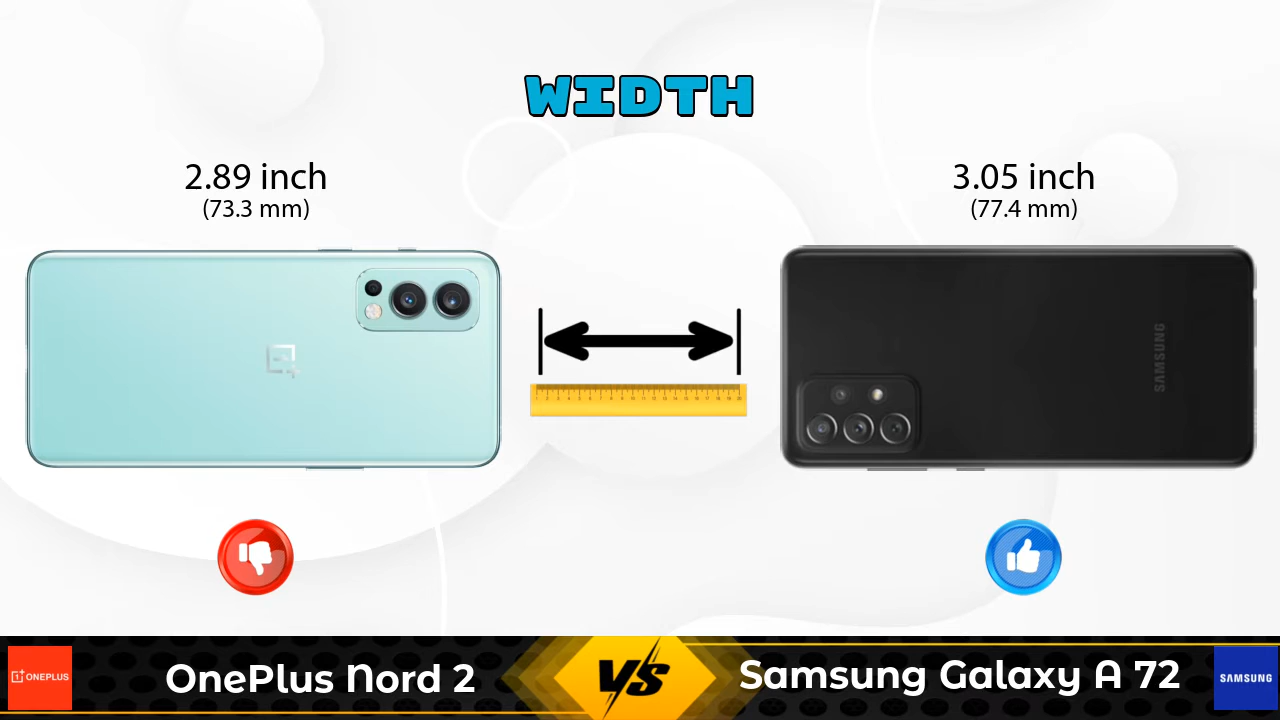 WIDTH
2.89 inch
(73.3 mm)
3.05 inch
(77.4 mm)
SAMSUNG
ONEPLUS
OnePlus Nord 2
VS
Samsung Galaxy A 72
SAMSUNG